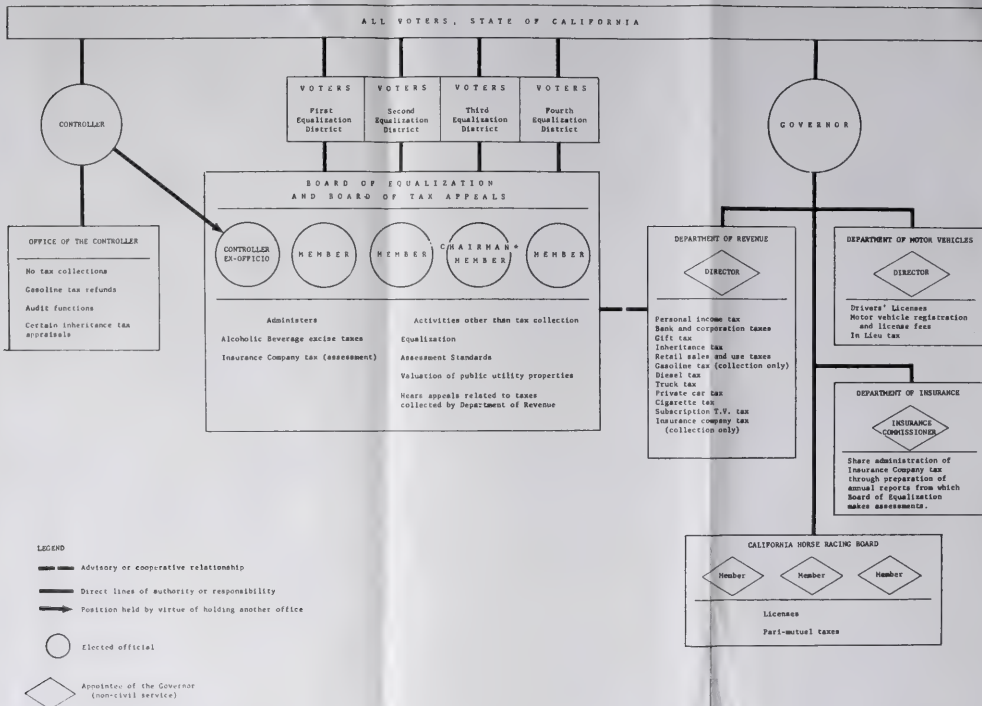 ALL VOTERS, STATE OF CALIFORNIA
CONTROLLER
VOTERS
First
Equalization
District
VOTERS
Second
Equalization
District
VOTERS
Third
Equalization
District
VOTERS
Fourth
Equalization
District
GOVERNOR
OFFICE OF THE CONTROLLER
No tax collections
Gasoline tax refunds
Audit functions
Certain inheritance tax
appraisals
BOARD OF EQUALIZATION
AND BOARD OF TAX APPEALS
CONTROLLER
EX-OFFICIO
MEMBER
MEMBER
CHAIRMAN*
MEMBER
MEMBER
Administers
Alcoholic Beverage excise taxes
Insurance Company tax (assessment)
Activities other than tax collection
Equalization
Assessment Standards
Valuation of public utility properties
Hears appeals related to taxes
collected by Department of Revenue
DEPARTMENT OF REVENUE
DIRECTOR
Personal income tax
Bank and corporation taxes
Gift tax
Inheritance tax
Retail sales and use taxes
Gasoline tax (collection only)
Diesel tax
Truck tax
Private car tax
Cigarette tax
Subscription T.V. tax
Insurance company tax
(collection only)
DEPARTMENT OF MOTOR VEHICLES
DIRECTOR
Drivers' Licenses
Motor vehicle registration
and license fees
In Lieu tax
DEPARTMENT OF INSURANCE
INSURANCE
COMMISSIONER
Share administration of
Insurance Company tax
through preparation of
annual reports from which
Board of Equalization
makes assessments.
CALIFORNIA HORSE RACING BOARD
Member
Member
Member
Licenses
Pari-mutuel taxes
LEGEND
Advisory or cooperative relationship
Direct lines of authority or responsibility
Position held by virtue of holding another office
Elected official
Appointee of the Governor
(non-civil service)